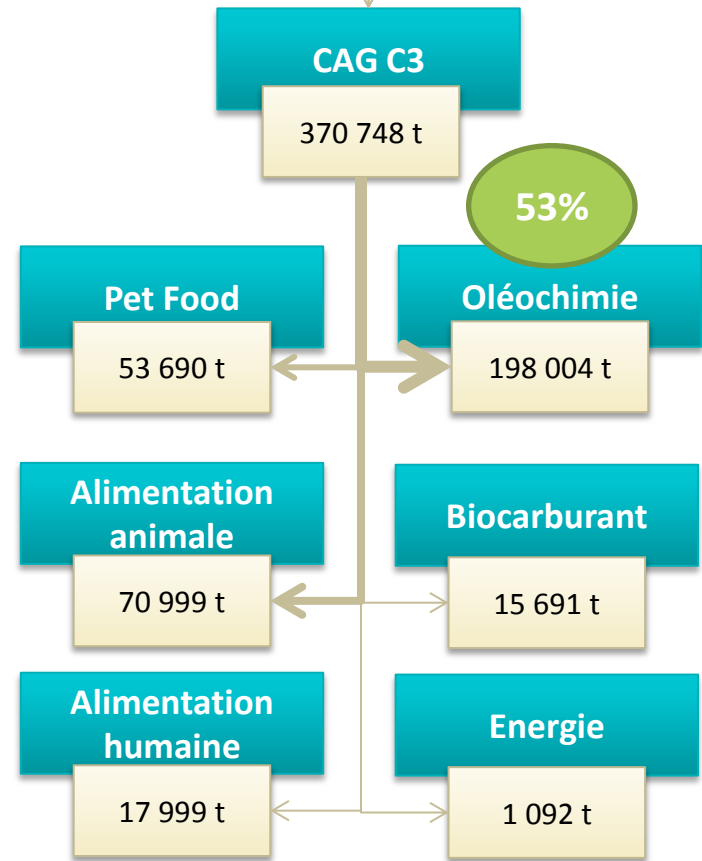 CAG C3
370 748 t
53%
Pet Food
53 690 t
Oléochimie
198 004 t
Alimentation
animale
70 999 t
Biocarburant
15 691 t
Alimentation
humaine
17 999 t
Energie
1 092 t